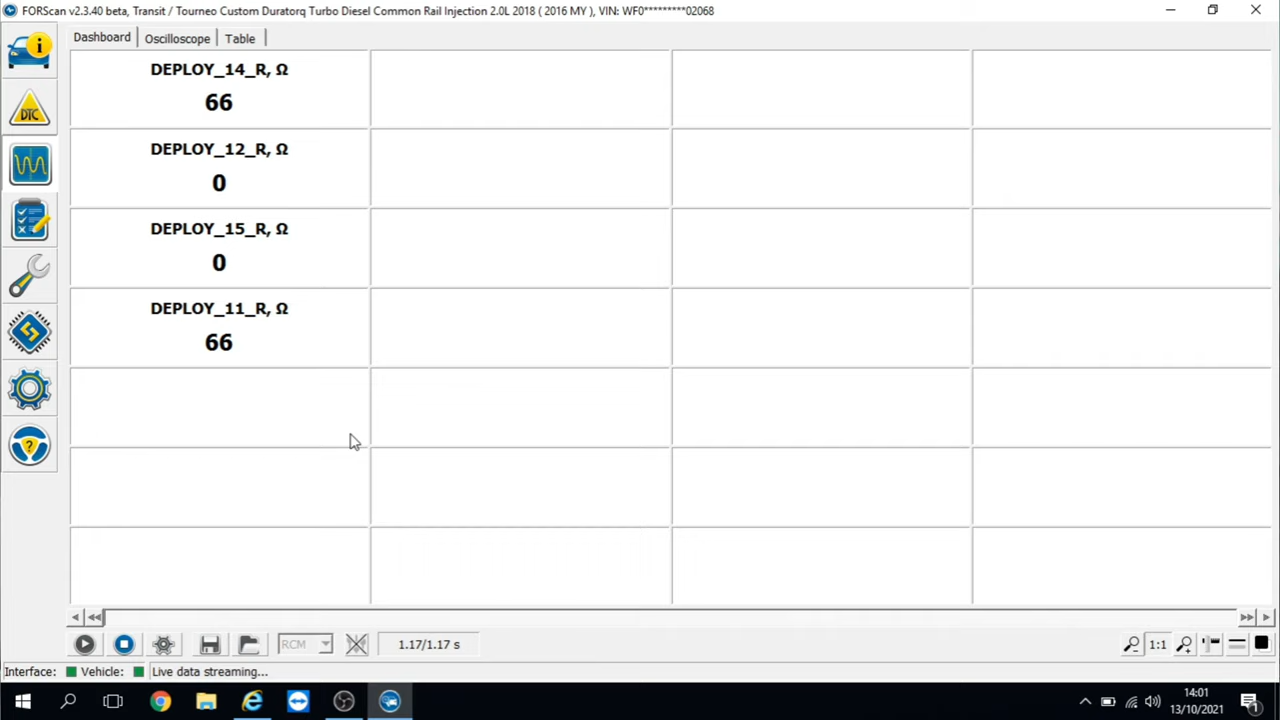 FORScan v2.3.40 beta, Transit / Tourneo Custom Duratorq Turbo Diesel Common Rail Injection 2.0L 2018 ( 2016 MY ), VIN: WF0*********02068
Dashboard Oscilloscope Table
DEPLOY_14_R, Ω
66
DEPLOY_12_R, Ω
0
DEPLOY_15_R, Ω
0
DEPLOY_11_R, Ω
66
DTC
RCM 1.17/1.17 s 1:1
Interface: Vehicle: Live data streaming...
14:01
13/10/2021
1